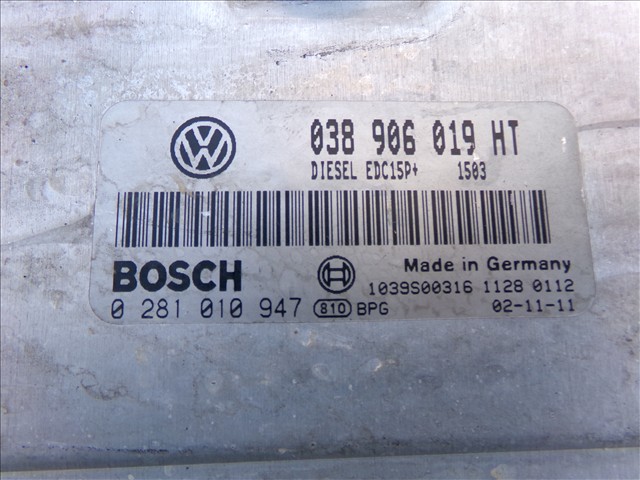 VW
038 906 019 HT
DIESEL EDC15P+ 1503
BOSCH
Made in Germany
1039S00316 1128 0112
0 281 010 947 810 BPG 02-11-11